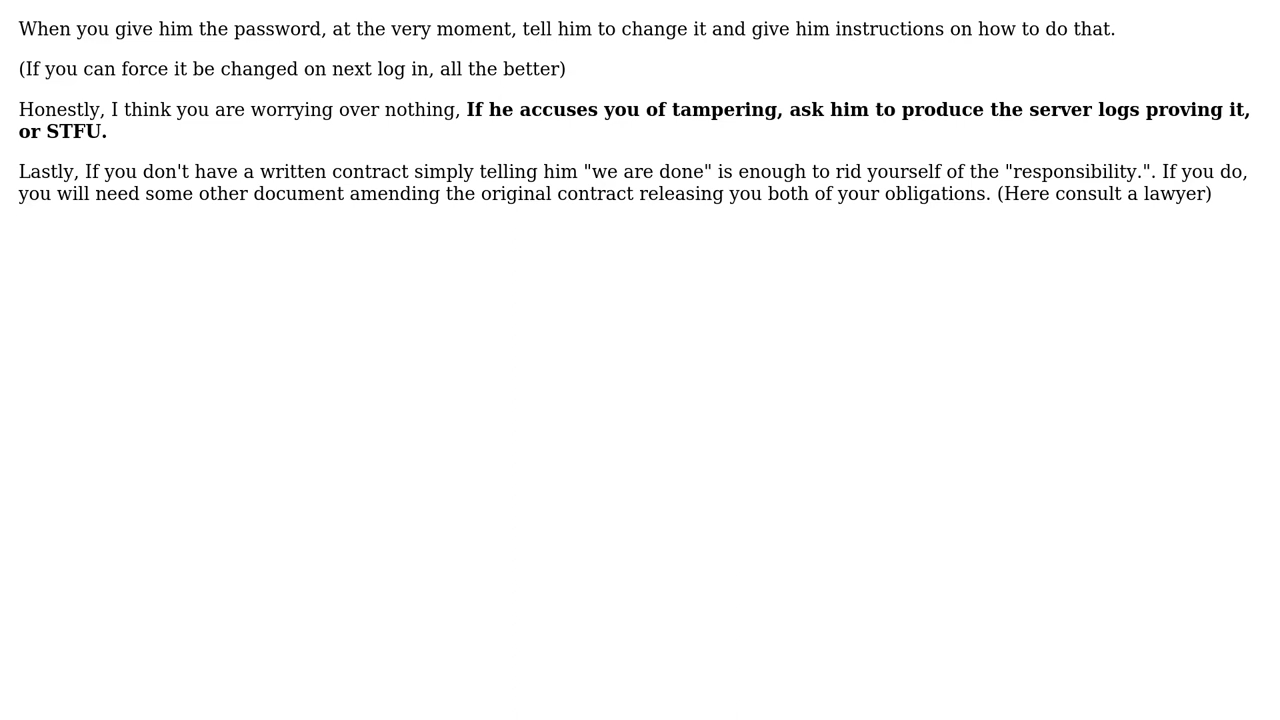 When you give him the password, at the very moment, tell him to change it and give him instructions on how to do that.
(If you can force it be changed on next log in, all the better)
Honestly, I think you are worrying over nothing, If he accuses you of tampering, ask him to produce the server logs proving it,
or STFU.
Lastly, If you don't have a written contract simply telling him "we are done" is enough to rid yourself of the "responsibility.". If you do,
you will need some other document amending the original contract releasing you both of your obligations. (Here consult a lawyer)